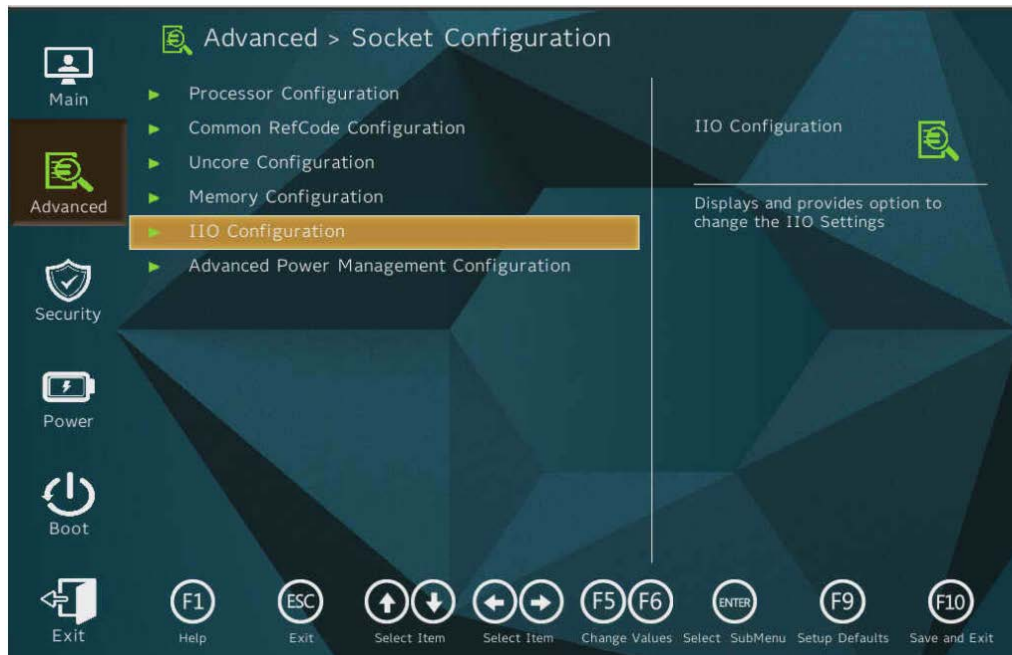 Advanced > Socket Configuration
Main
Advanced
Security
Power
Boot
Exit
Processor Configuration
Common RefCode Configuration
Uncore Configuration
Memory Configuration
IIO Configuration
Advanced Power Management Configuration
IIO Configuration
Displays and provides option to
change the IIO Settings
F1
Help
ESC
Exit
Select Item
Select Item
F5 F6
Change Values
ENTER
Select SubMenu
F9
Setup Defaults
F10
Save and Exit